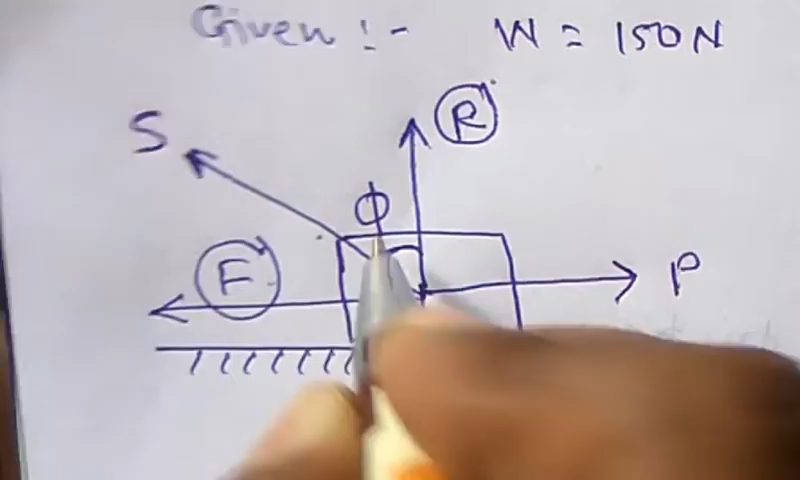 Given :- W = 150N
S
R
ϕ
F
P